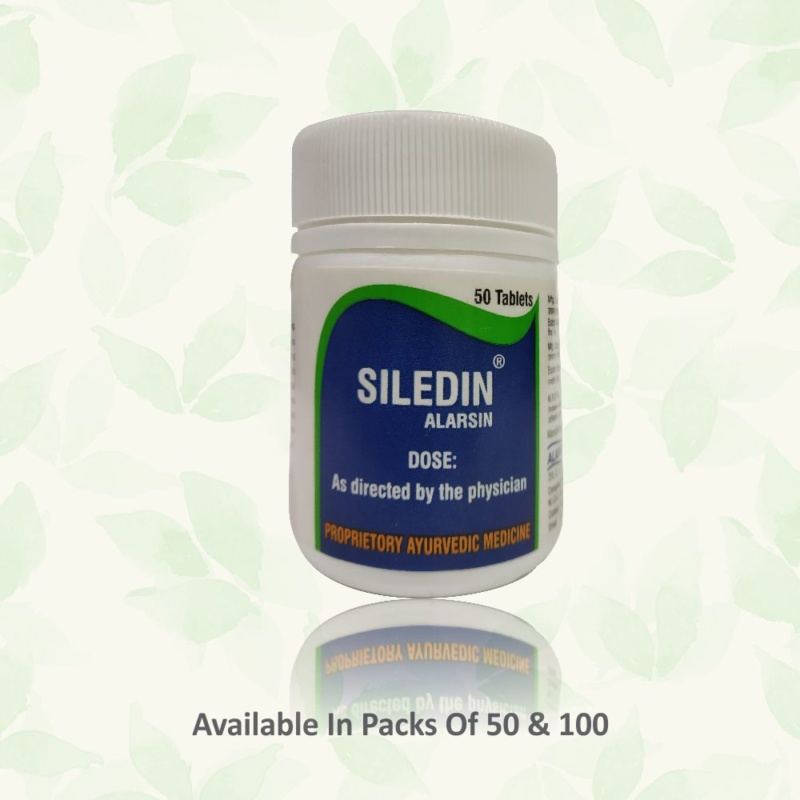 50 Tablets
SILEDIN®
ALARSIN
DOSE:
As directed by the physician
PROPRIETORY AYURVEDIC MEDICINE
Available In Packs Of 50 & 100